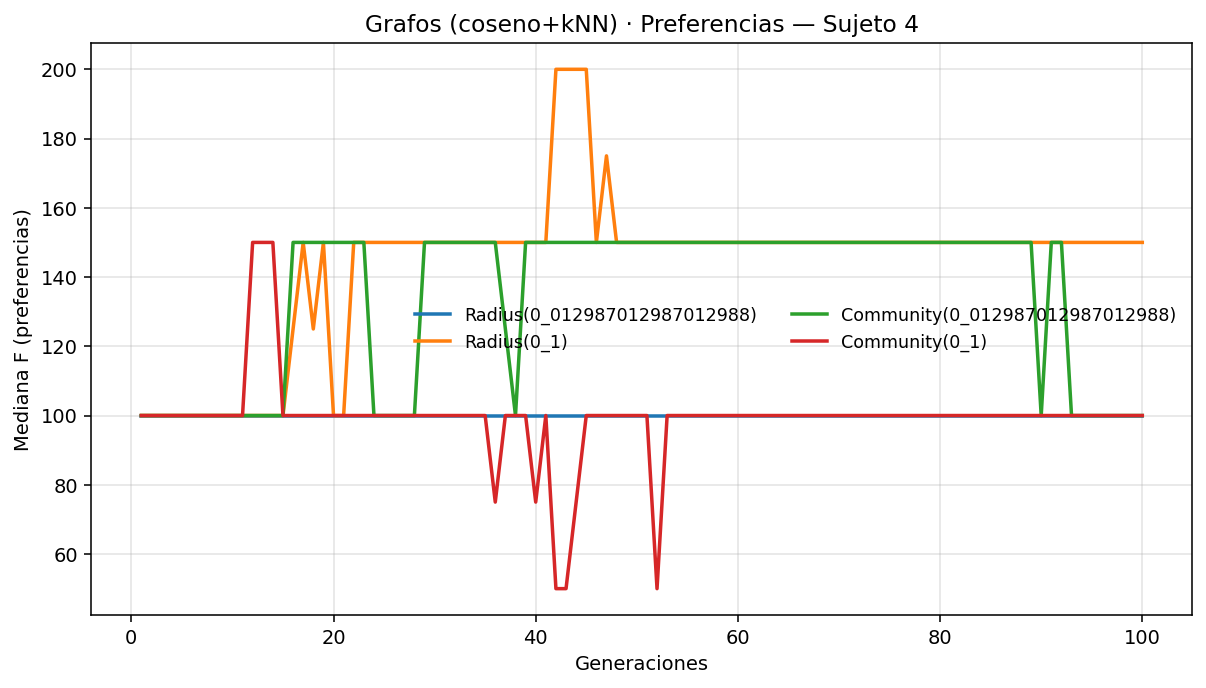 Grafos (coseno+kNN) · Preferencias — Sujeto 4
Mediana F (preferencias)
200
180
160
140
120
100
80
60
Radius(0_012987012987012988)
Radius(0_1)
Community(0_012987012987012988)
Community(0_1)
0 20 40 60 80 100
Generaciones